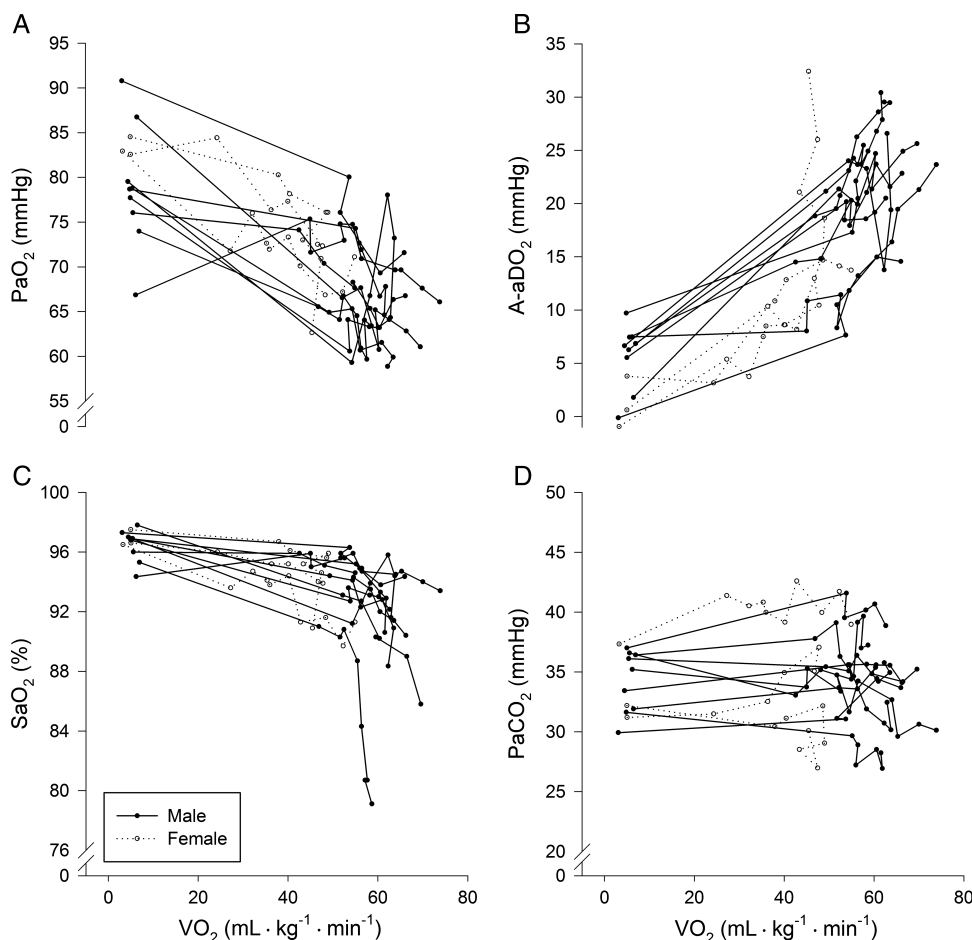 A
95
90
85
80
75
70
65
60
55
0
PaO₂ (mmHg)
B
35
30
25
20
15
10
5
0
A-aDO₂ (mmHg)
C
100
96
92
88
84
80
76
0
SaO₂ (%)
Male
Female
0 20 40 60 80
VO₂ (mL · kg⁻¹ · min⁻¹)
D
50
45
40
35
30
25
20
0
PaCO₂ (mmHg)
0 20 40 60 80
VO₂ (mL · kg⁻¹ · min⁻¹)